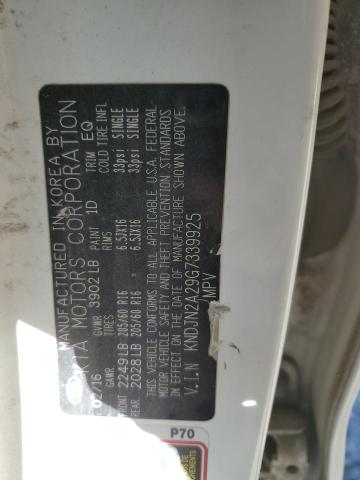 MANUFACTURED IN KOREA BY
KIA MOTORS CORPORATION
02/16 GVWR 3902LB PAINT 1D TRIM EQ
GAWR RIMS COLD TIRE INFL
FRONT 2249LB 205/60 R16 6.5JX16 33psi SINGLE
REAR 2028LB 205/60 R16 6.5JX16 33psi SINGLE
THIS VEHICLE CONFORMS TO ALL APPLICABLE U.S.A. FEDERAL
MOTOR VEHICLE SAFETY, BUMPER, AND THEFT PREVENTION STANDARDS
IN EFFECT ON THE DATE OF MANUFACTURE SHOWN ABOVE.
V.I.N KNDJN2A29G7339925
/MPV
P70